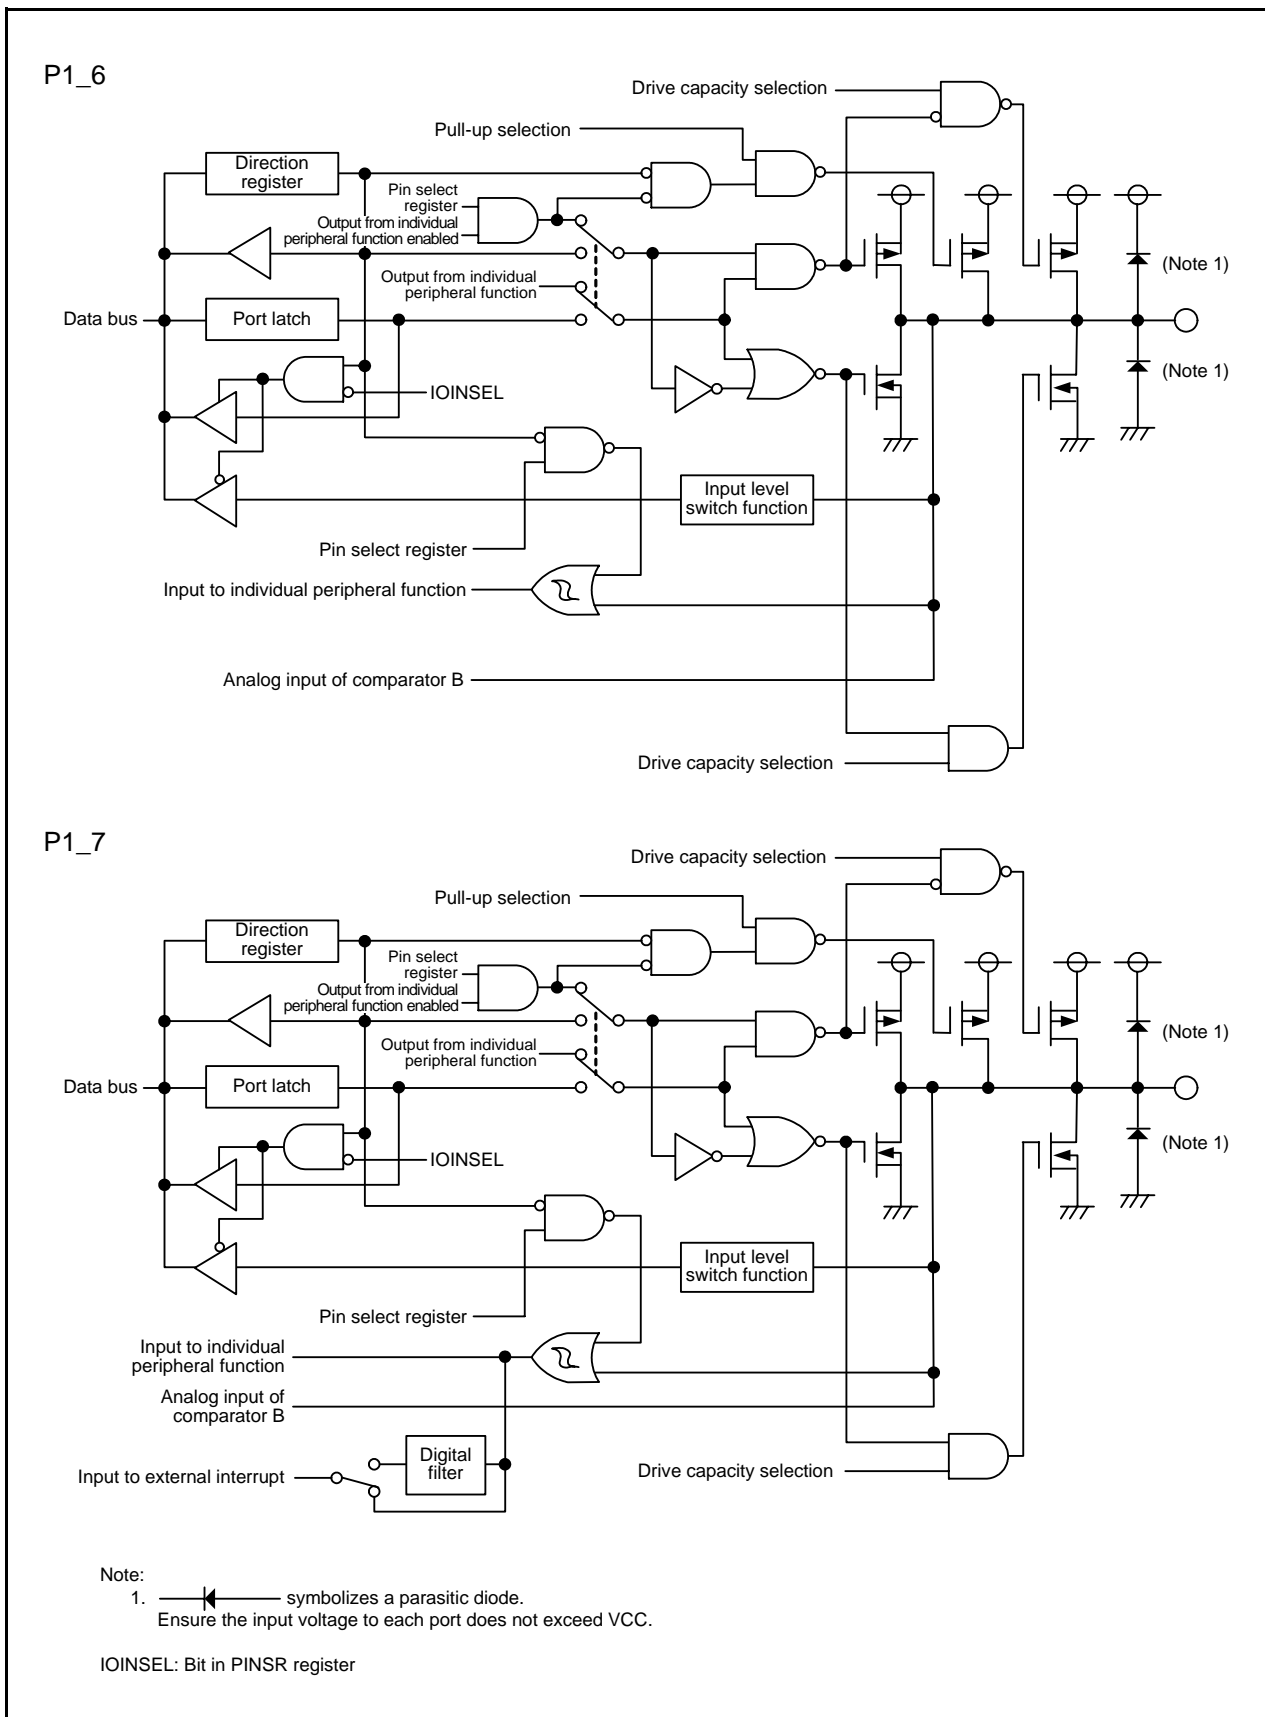 P1_6
Drive capacity selection
Pull-up selection
Direction
register
Pin select
register
Output from individual
peripheral function enabled
(Note 1)
Output from individual
peripheral function
Data bus
Port latch
(Note 1)
IOINSEL
Input level
switch function
Pin select register
Input to individual peripheral function
Analog input of comparator B
Drive capacity selection
P1_7
Drive capacity selection
Pull-up selection
Direction
register
Pin select
register
Output from individual
peripheral function enabled
(Note 1)
Output from individual
peripheral function
Data bus
Port latch
(Note 1)
IOINSEL
Input level
switch function
Pin select register
Input to individual
peripheral function
Analog input of
comparator B
Digital
filter
Input to external interrupt
Drive capacity selection
Note:
1. symbolizes a parasitic diode.
Ensure the input voltage to each port does not exceed VCC.
IOINSEL: Bit in PINSR register